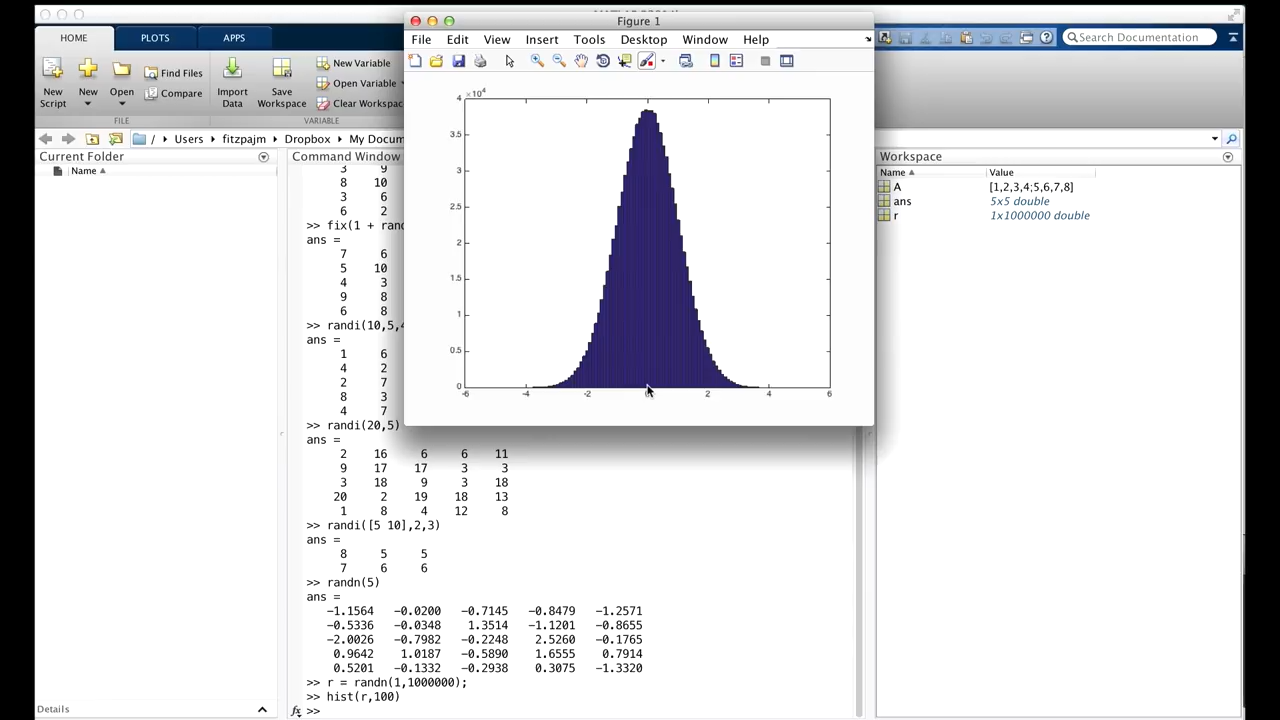 Figure 1
HOME PLOTS APPS
File Edit View Insert Tools Desktop Window Help
Search Documentation
New Script
New
Open
Find Files
Compare
Import Data
Save Workspace
New Variable
Open Variable
Clear Workspac
FILE VARIABLE
/ Users fitzpajm Dropbox My Docum
Current Folder
Name
Command Window
3 9
8 10
3 6
6 2
>> fix(1 + rand
ans =
7 6
5 10
4 3
9 8
6 8
>> randi(10,5,4
ans =
1 6
4 2
2 7
8 3
4 7
>> randi(20,5)
ans =
2 16 6 6 11
9 17 17 3 3
3 18 9 3 18
20 2 19 18 13
1 8 4 12 8
>> randi([5 10],2,3)
ans =
8 5 5
7 6 6
>> randn(5)
ans =
-1.1564 -0.0200 -0.7145 -0.8479 -1.2571
-0.5336 -0.0348 1.3514 -1.1201 -0.8655
-2.0026 -0.7982 -0.2248 2.5260 -0.1765
0.9642 1.0187 -0.5890 1.6555 0.7914
0.5201 -0.1332 -0.2938 0.3075 -1.3320
>> r = randn(1,1000000);
>> hist(r,100)
fx >>
×10⁴
4
3.5
3
2.5
2
1.5
1
0.5
0
-6 -4 -2 2 4 6
Workspace
Name Value
A [1,2,3,4;5,6,7,8]
ans 5x5 double
r 1x1000000 double
Details